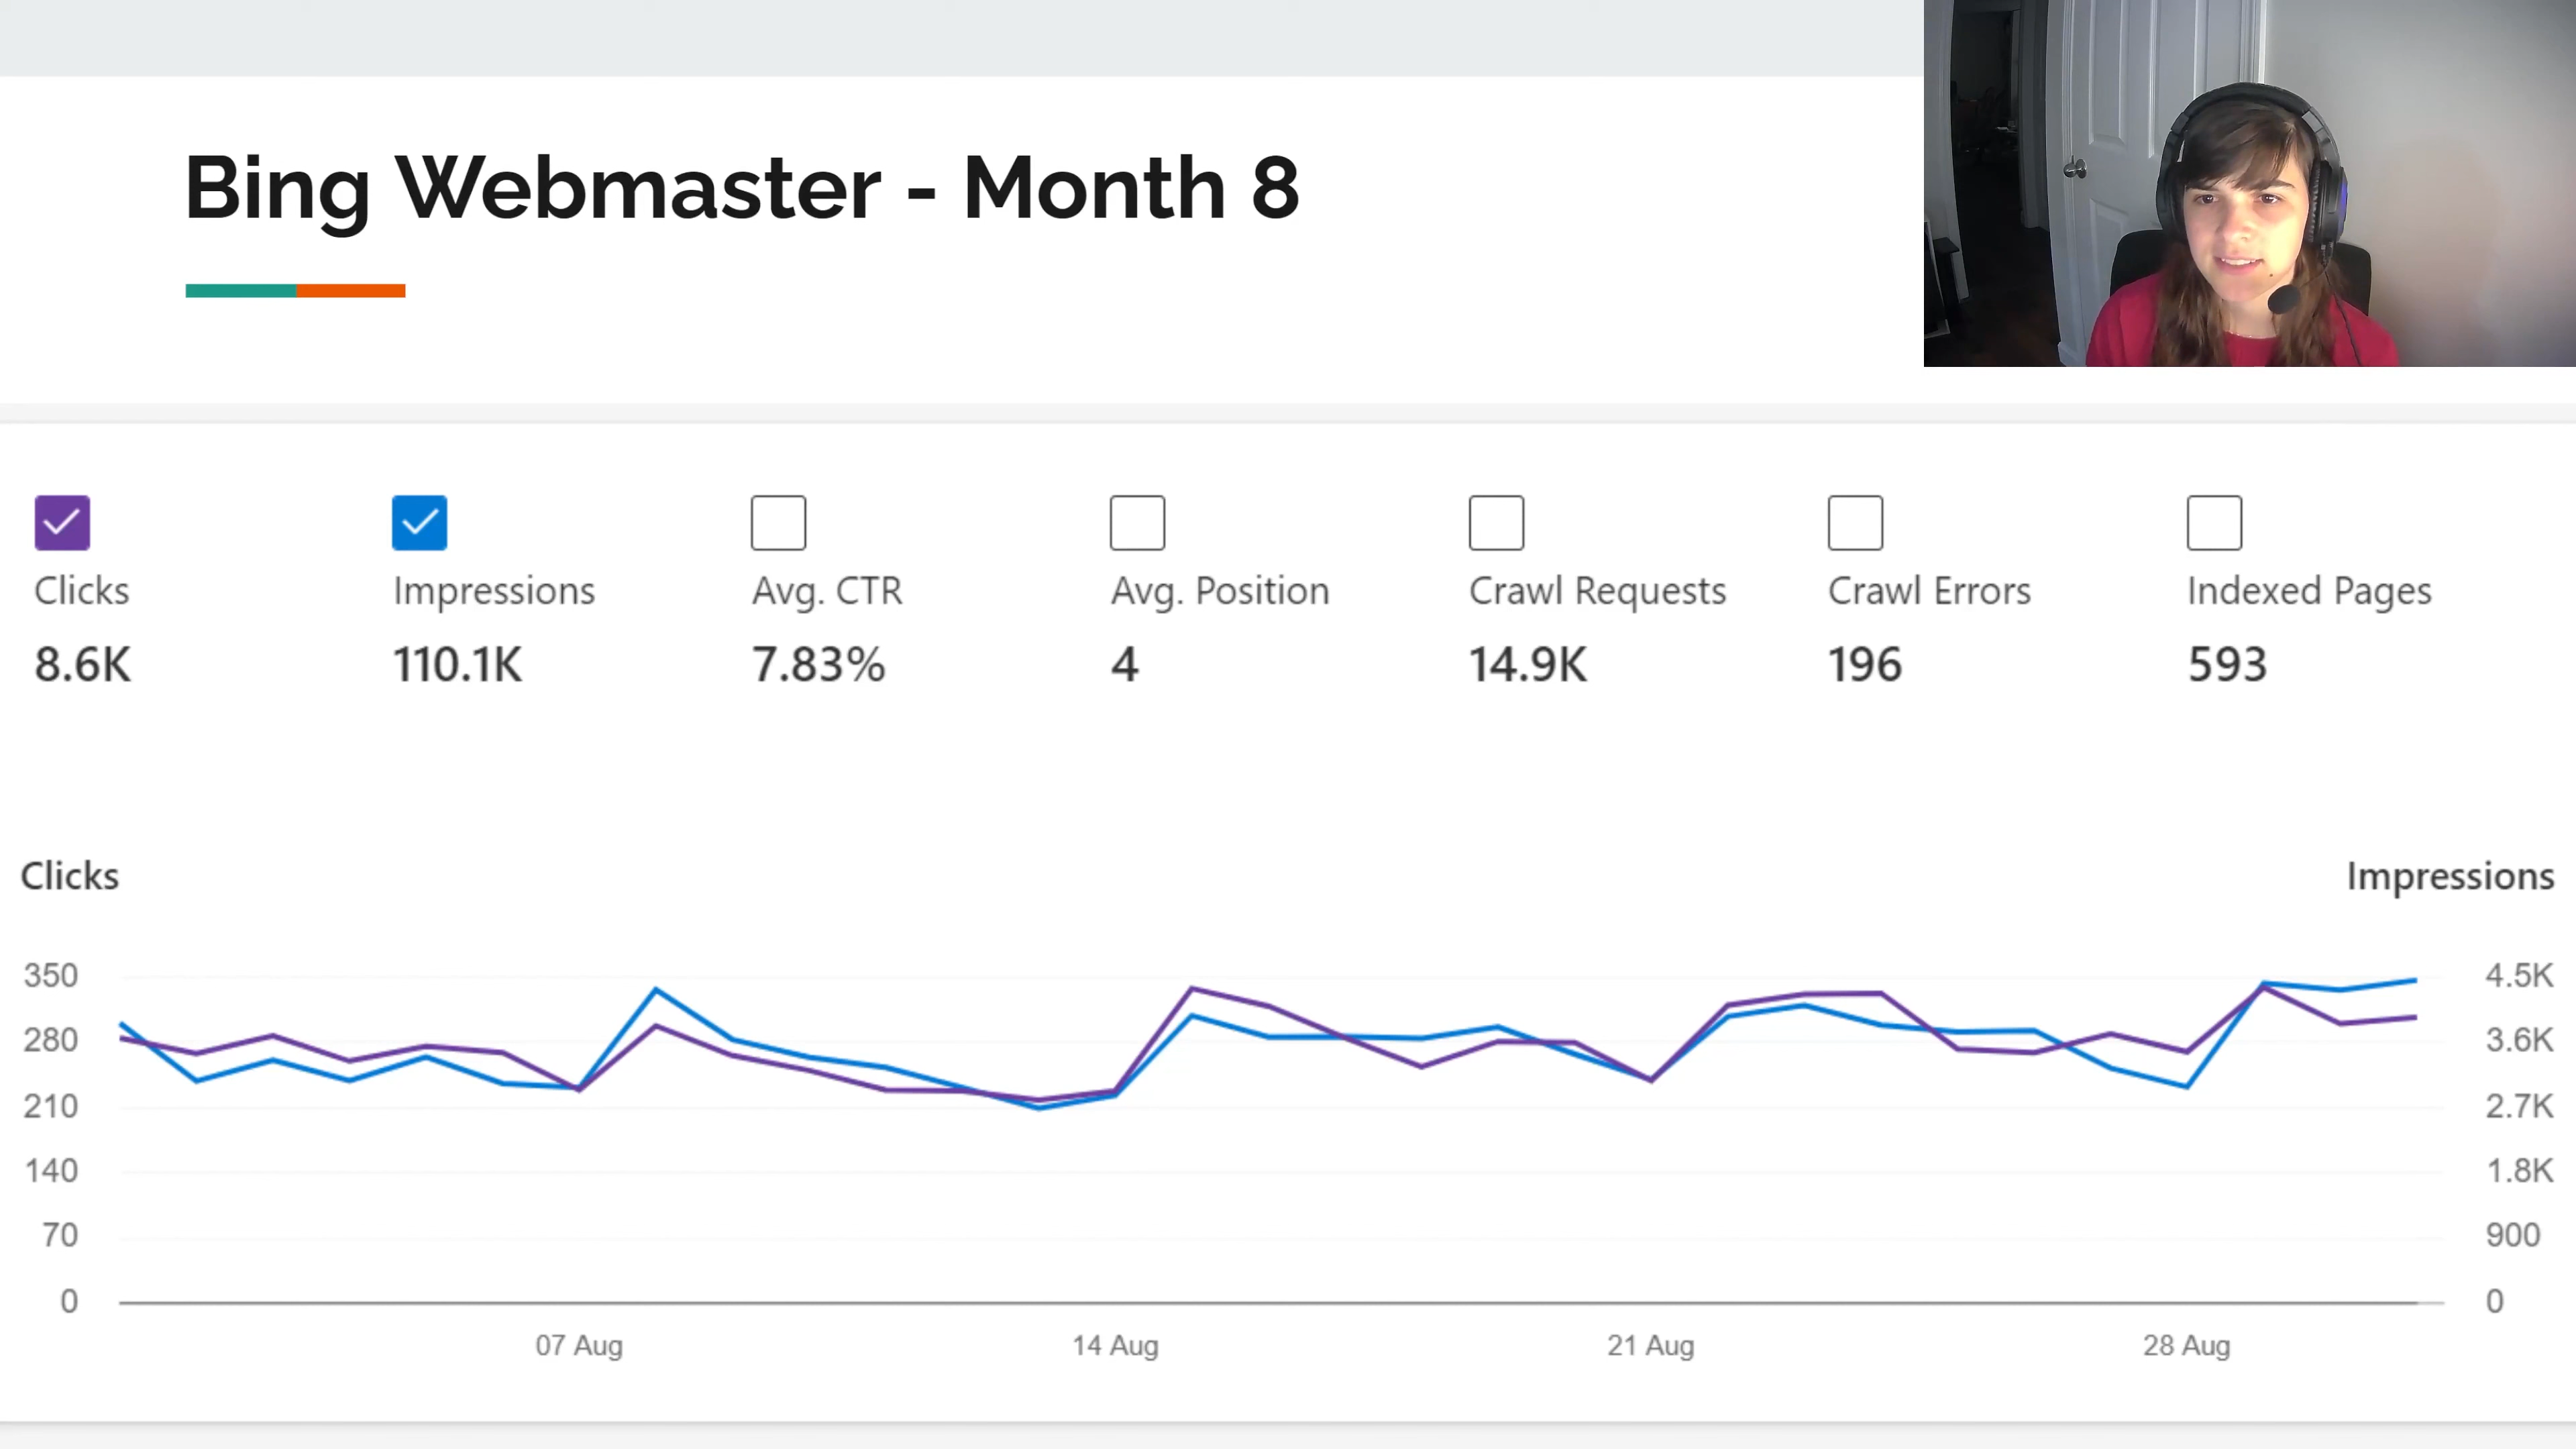 Bing Webmaster - Month 8
Clicks Impressions Avg. CTR Avg. Position Crawl Requests Crawl Errors Indexed Pages
8.6K 110.1K 7.83% 4 14.9K 196 593
Clicks Impressions
350 4.5K
280 3.6K
210 2.7K
140 1.8K
70 900
0 0
07 Aug 14 Aug 21 Aug 28 Aug